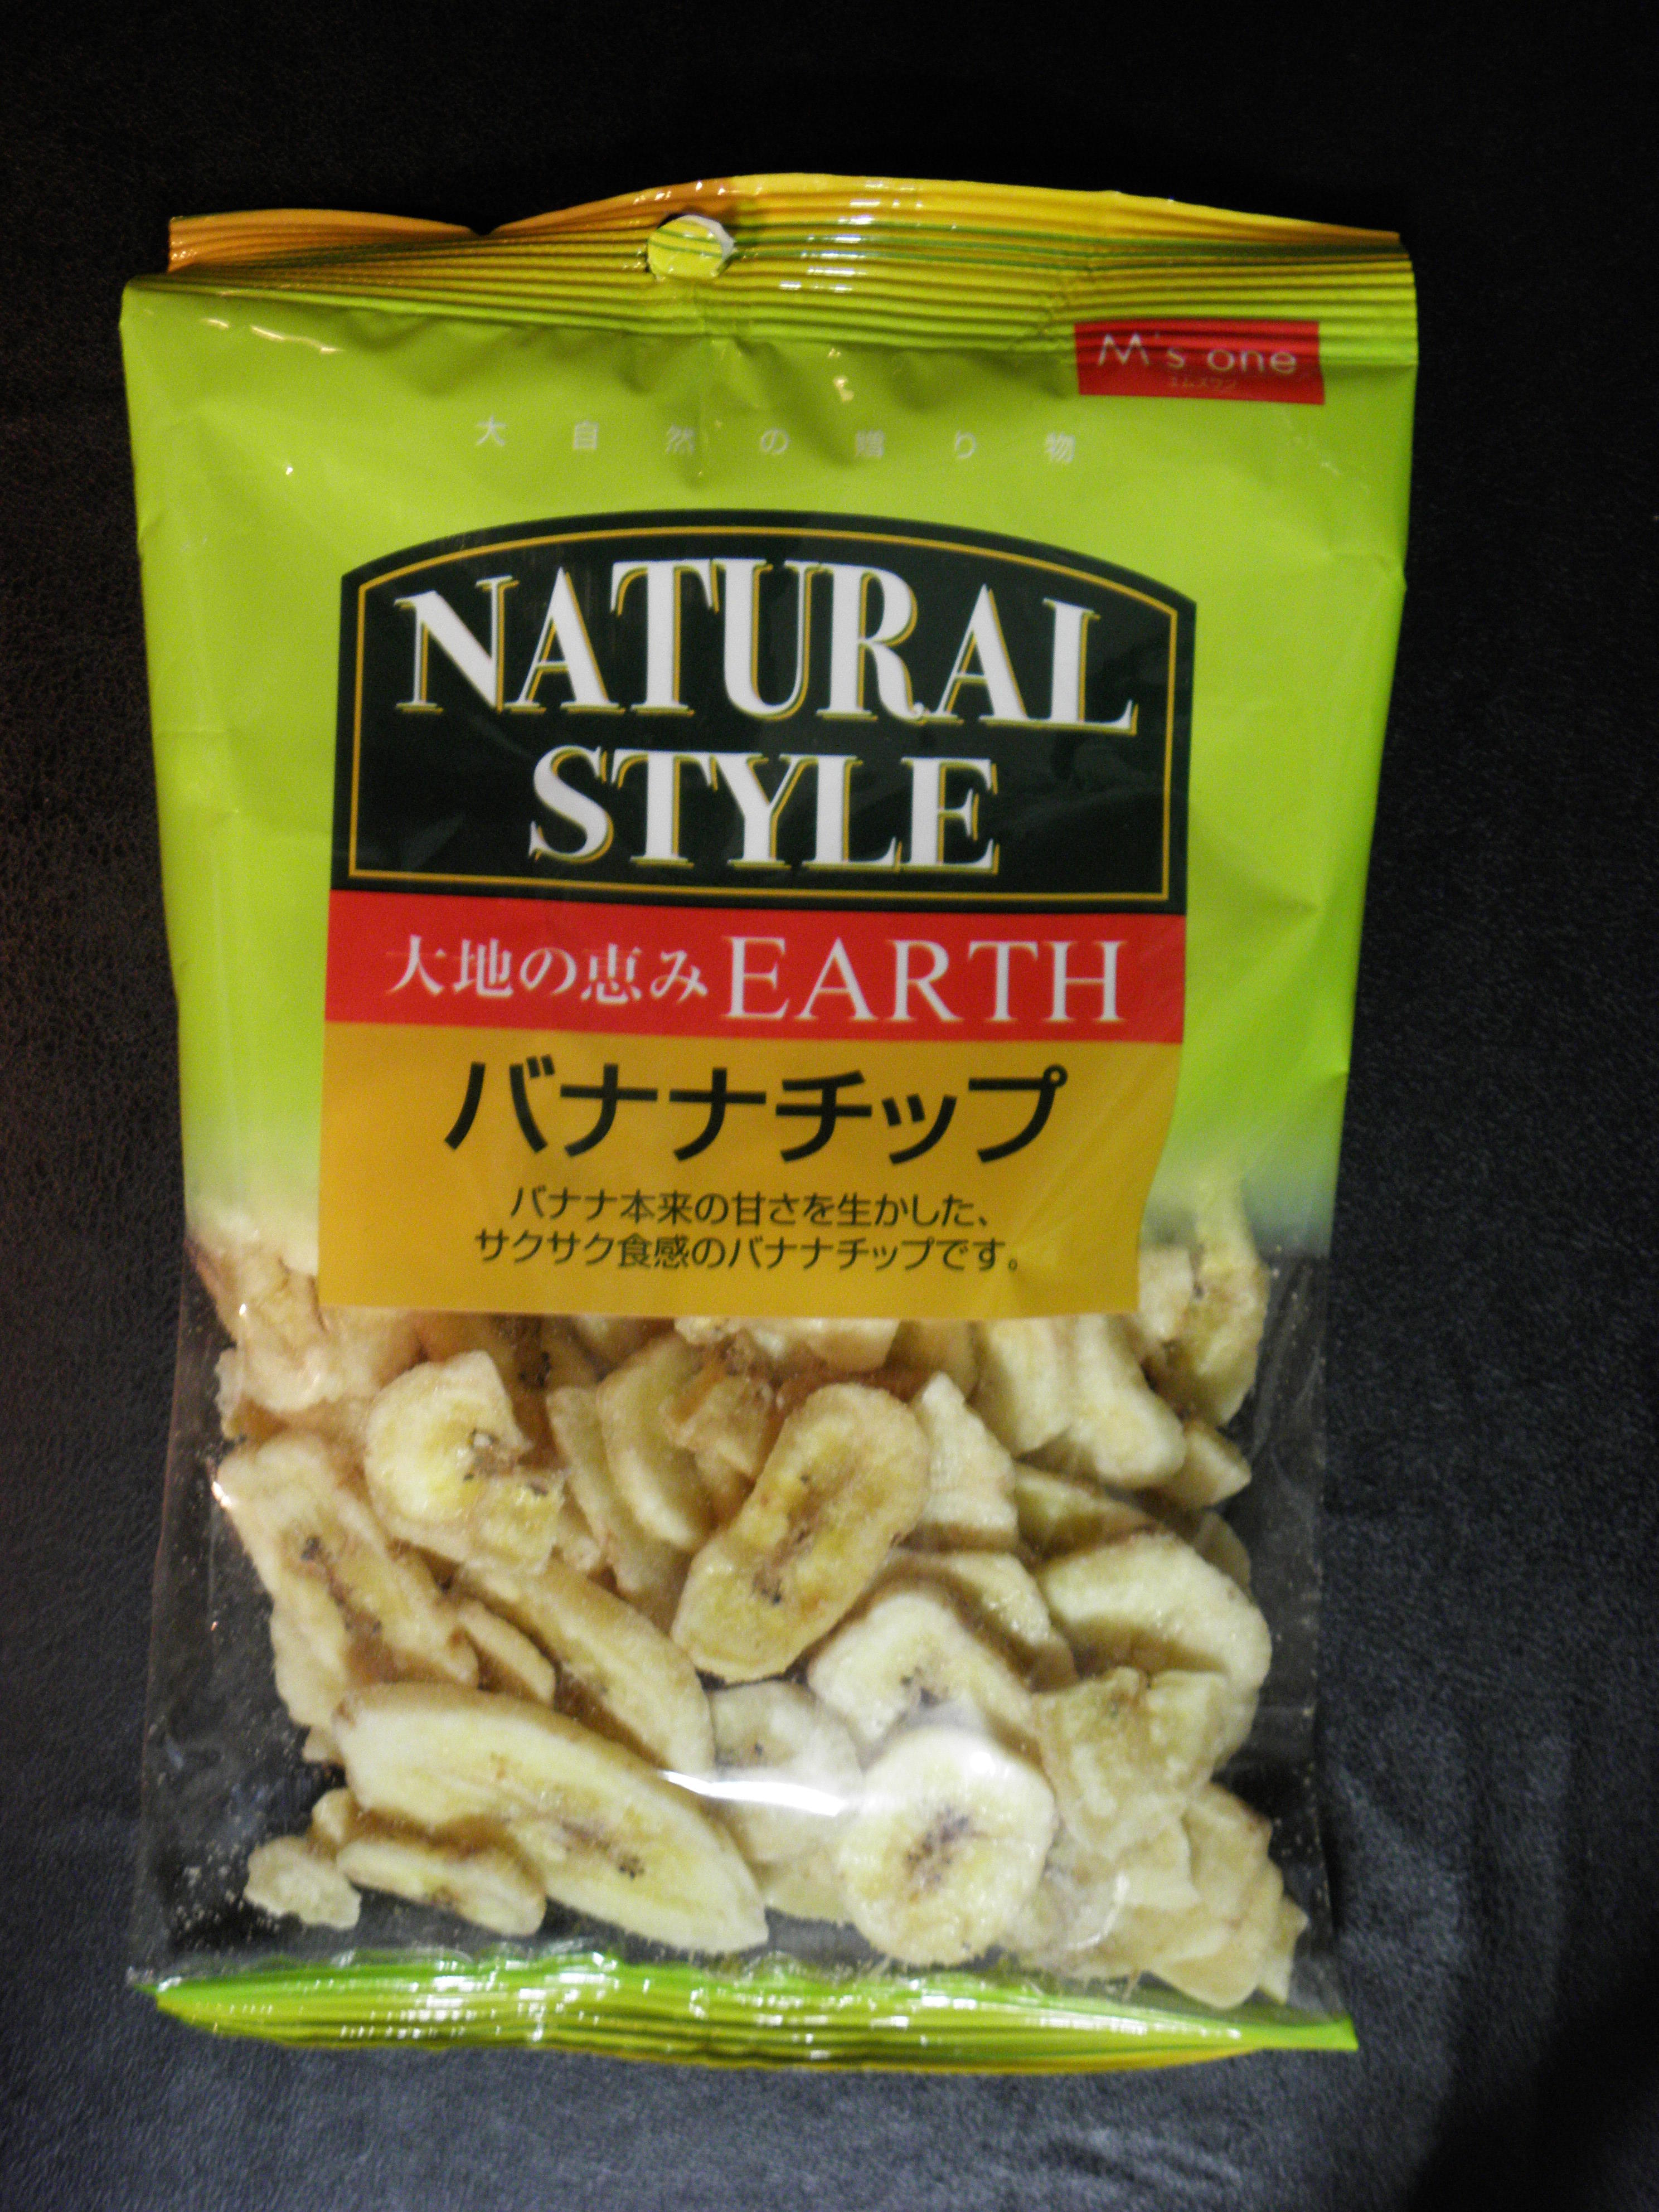 M's one
エムズワン
大自然の贈り物
NATURAL
STYLE
大地の恵み EARTH
バナナチップ
バナナ本来の甘さを生かした、
サクサク食感のバナナチップです。